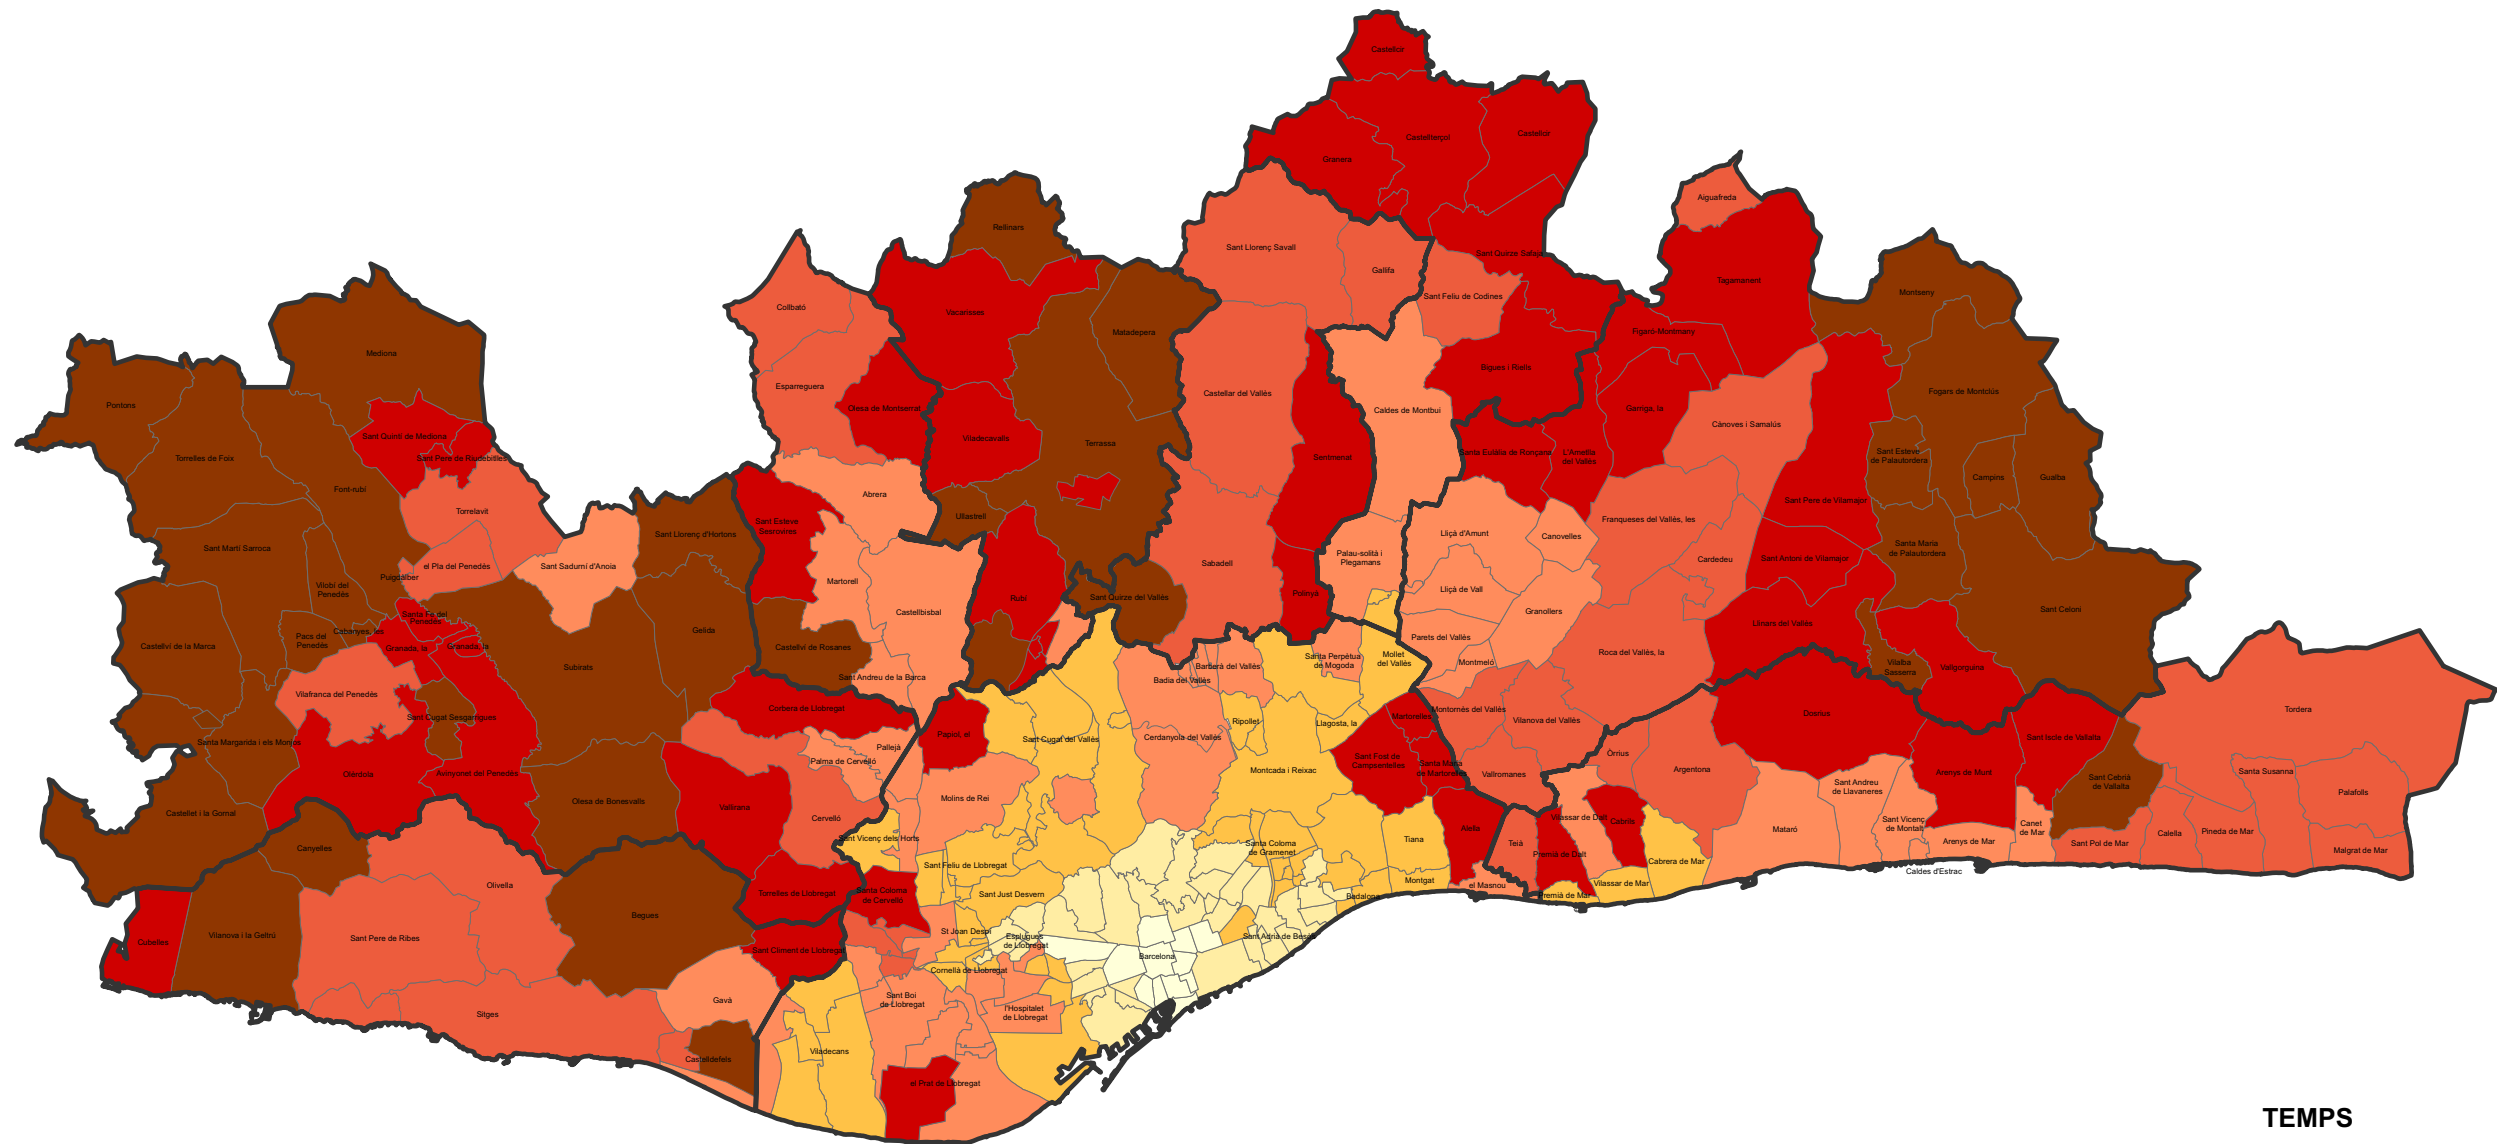 Castellcir
Castellterçol
Castellcir
Granera
Aiguafreda
Rellinars
Sant Llorenç Savall
Gallifa
Sant Quirze Safaja
Tagamanent
Montseny
Collbató
Vacarisses
Matadepera
Sant Feliu de Codines
Figaró-Montmany
Mediona
Esparreguera
Castellar del Vallès
Bigues i Riells
Fogars de Montclús
Pontons
Olesa de Montserrat
Caldes de Montbui
Garriga, la
Cànoves i Samalús
Sant Quintí de Mediona
Viladecavalls
Terrassa
Torrelles de Foix
Sant Pere de Riudebitlles
Sentmenat
Santa Eulàlia de Ronçana
L'Ametlla
del Vallès
Sant Esteve
de Palautordera
Campins
Gualba
Font-rubí
Abrera
Sant Pere de Vilamajor
Torrelavit
Ullastrell
Sant Esteve
Sesrovires
Franqueses del Vallès, les
Sant Martí Sarroca
Sant Llorenç d'Hortons
Lliçà d'Amunt
Canovelles
Santa Maria
de Palautordera
el Pla del Penedès
Sant Sadurní d'Anoia
Palau-solità i
Plegamans
Cardedeu
Sant Antoni de Vilamajor
Puigdàlber
Martorell
Sabadell
Vilobí del
Penedès
Lliçà de Vall
Rubí
Sant Quirze del Vallès
Polinyà
Castellbisbal
Granollers
Sant Celoni
Santa Fe del
Penedès
Llinars del Vallès
Cabanyes, les
Pacs del
Penedès
Gelida
Parets del Vallès
Castellví de la Marca
Granada, la
Granada, la
Castellví de Rosanes
Roca del Vallès, la
Santa Perpètua
de Mogoda
Mollet
del Vallès
Montmeló
Subirats
Barberà del Vallès
Vilalba
Sasserra
Vallgorguina
Sant Andreu de la Barca
Badia del Vallès
Vilafranca del Penedès
Corbera de Llobregat
Montornès del Vallès
Tordera
Sant Cugat Sesgarrigues
Martorelles
Dosrius
Ripollet
Llagosta, la
Vilanova del Vallès
Papiol, el
Sant Cugat del Vallès
Cerdanyola del Vallès
Sant Iscle de Vallalta
Santa Margarida i els Monjos
Pallejà
Òrrius
Palma de Cervelló
Sant Fost de
Campsentelles
Santa Maria
de Martorelles
Argentona
Montcada i Reixac
Olèrdola
Avinyonet del Penedès
Vallromanes
Arenys de Munt
Santa Susanna
Sant Cebrià
de Vallalta
Sant Andreu
de Llavaneres
Olesa de Bonesvalls
Vallirana
Molins de Rei
Palafolls
Castellet i la Gornal
Cervelló
Vilassar de Dalt
Cabrils
Sant Vicenç
de Montalt
Canet
de Mar
Mataró
Calella
Pineda de Mar
Alella
Sant Vicenç dels Horts
Tiana
Teià
Arenys de Mar
Sant Pol de Mar
Canyelles
Santa Coloma
de Gramenet
Premià de Dalt
Malgrat de Mar
Cabrera de Mar
Sant Feliu de Llobregat
Caldes d'Estrac
Olivella
Montgat
el Masnou
Vilassar de Mar
Torrelles de Llobregat
Santa Coloma
de Cervelló
Sant Just Desvern
Badalona
Premià de Mar
Begues
Vilanova i la Geltrú
Sant Pere de Ribes
St Joan Despí
Esplugues
de Llobregat
Sant Adrià de Besòs
Cubelles
Sant Climent de Llobregat
Barcelona
Cornellà de Llobregat
Gavà
Sant Boi
de Llobregat
l'Hospitalet
de Llobregat
Sitges
Viladecans
Castelldefels
el Prat de Llobregat
TEMPS